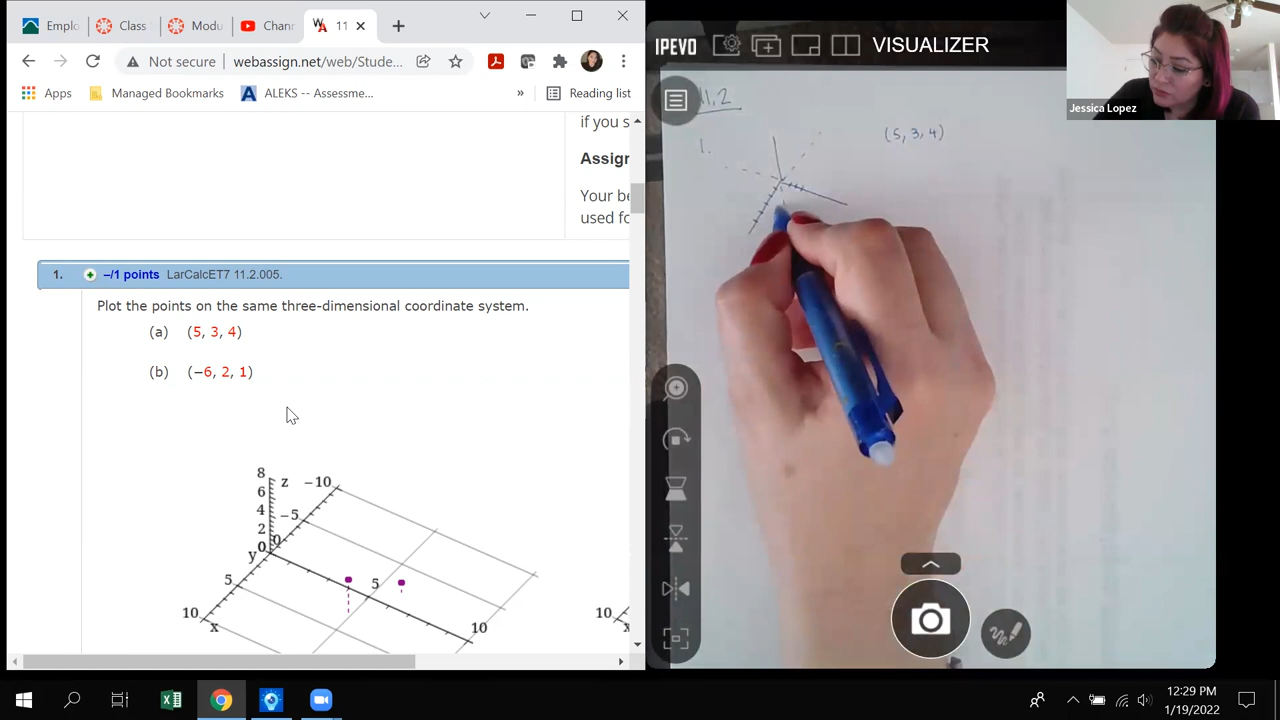 Emplo
Class
Modu
Chanr
11
Not secure
webassign.net/web/Stude...
Apps
Managed Bookmarks
ALEKS -- Assessme...
»
Reading list
if you s
Assign
Your be
used fo
1.
–/1 points
LarCalcET7 11.2.005.
Plot the points on the same three-dimensional coordinate system.
(a) (5, 3, 4)
(b) (−6, 2, 1)
8
6
4
2
0
z
−10
−5
0
y
5
10
x
5
10
10
x
IPEVO
VISUALIZER
Jessica Lopez
11.2
1.
(5, 3, 4)
12:29 PM
1/19/2022